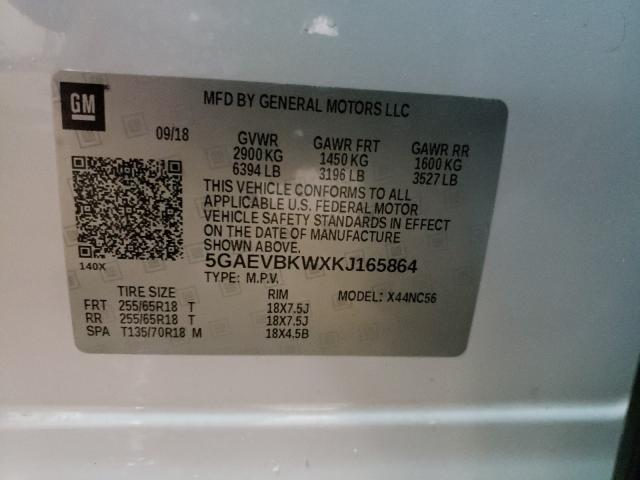 GM
MFD BY GENERAL MOTORS LLC
09/18 GVWR GAWR FRT GAWR RR
2900 KG 1450 KG 1600 KG
6394 LB 3196 LB 3527 LB
THIS VEHICLE CONFORMS TO ALL
APPLICABLE U.S. FEDERAL MOTOR
VEHICLE SAFETY STANDARDS IN EFFECT
ON THE DATE OF MANUFACTURE
SHOWN ABOVE.
140X 5GAEVBKWXKJ165864
TYPE: M.P.V.
TIRE SIZE RIM MODEL: X44NC56
FRT 255/65R18 T 18X7.5J
RR 255/65R18 T 18X7.5J
SPA T135/70R18 M 18X4.5B